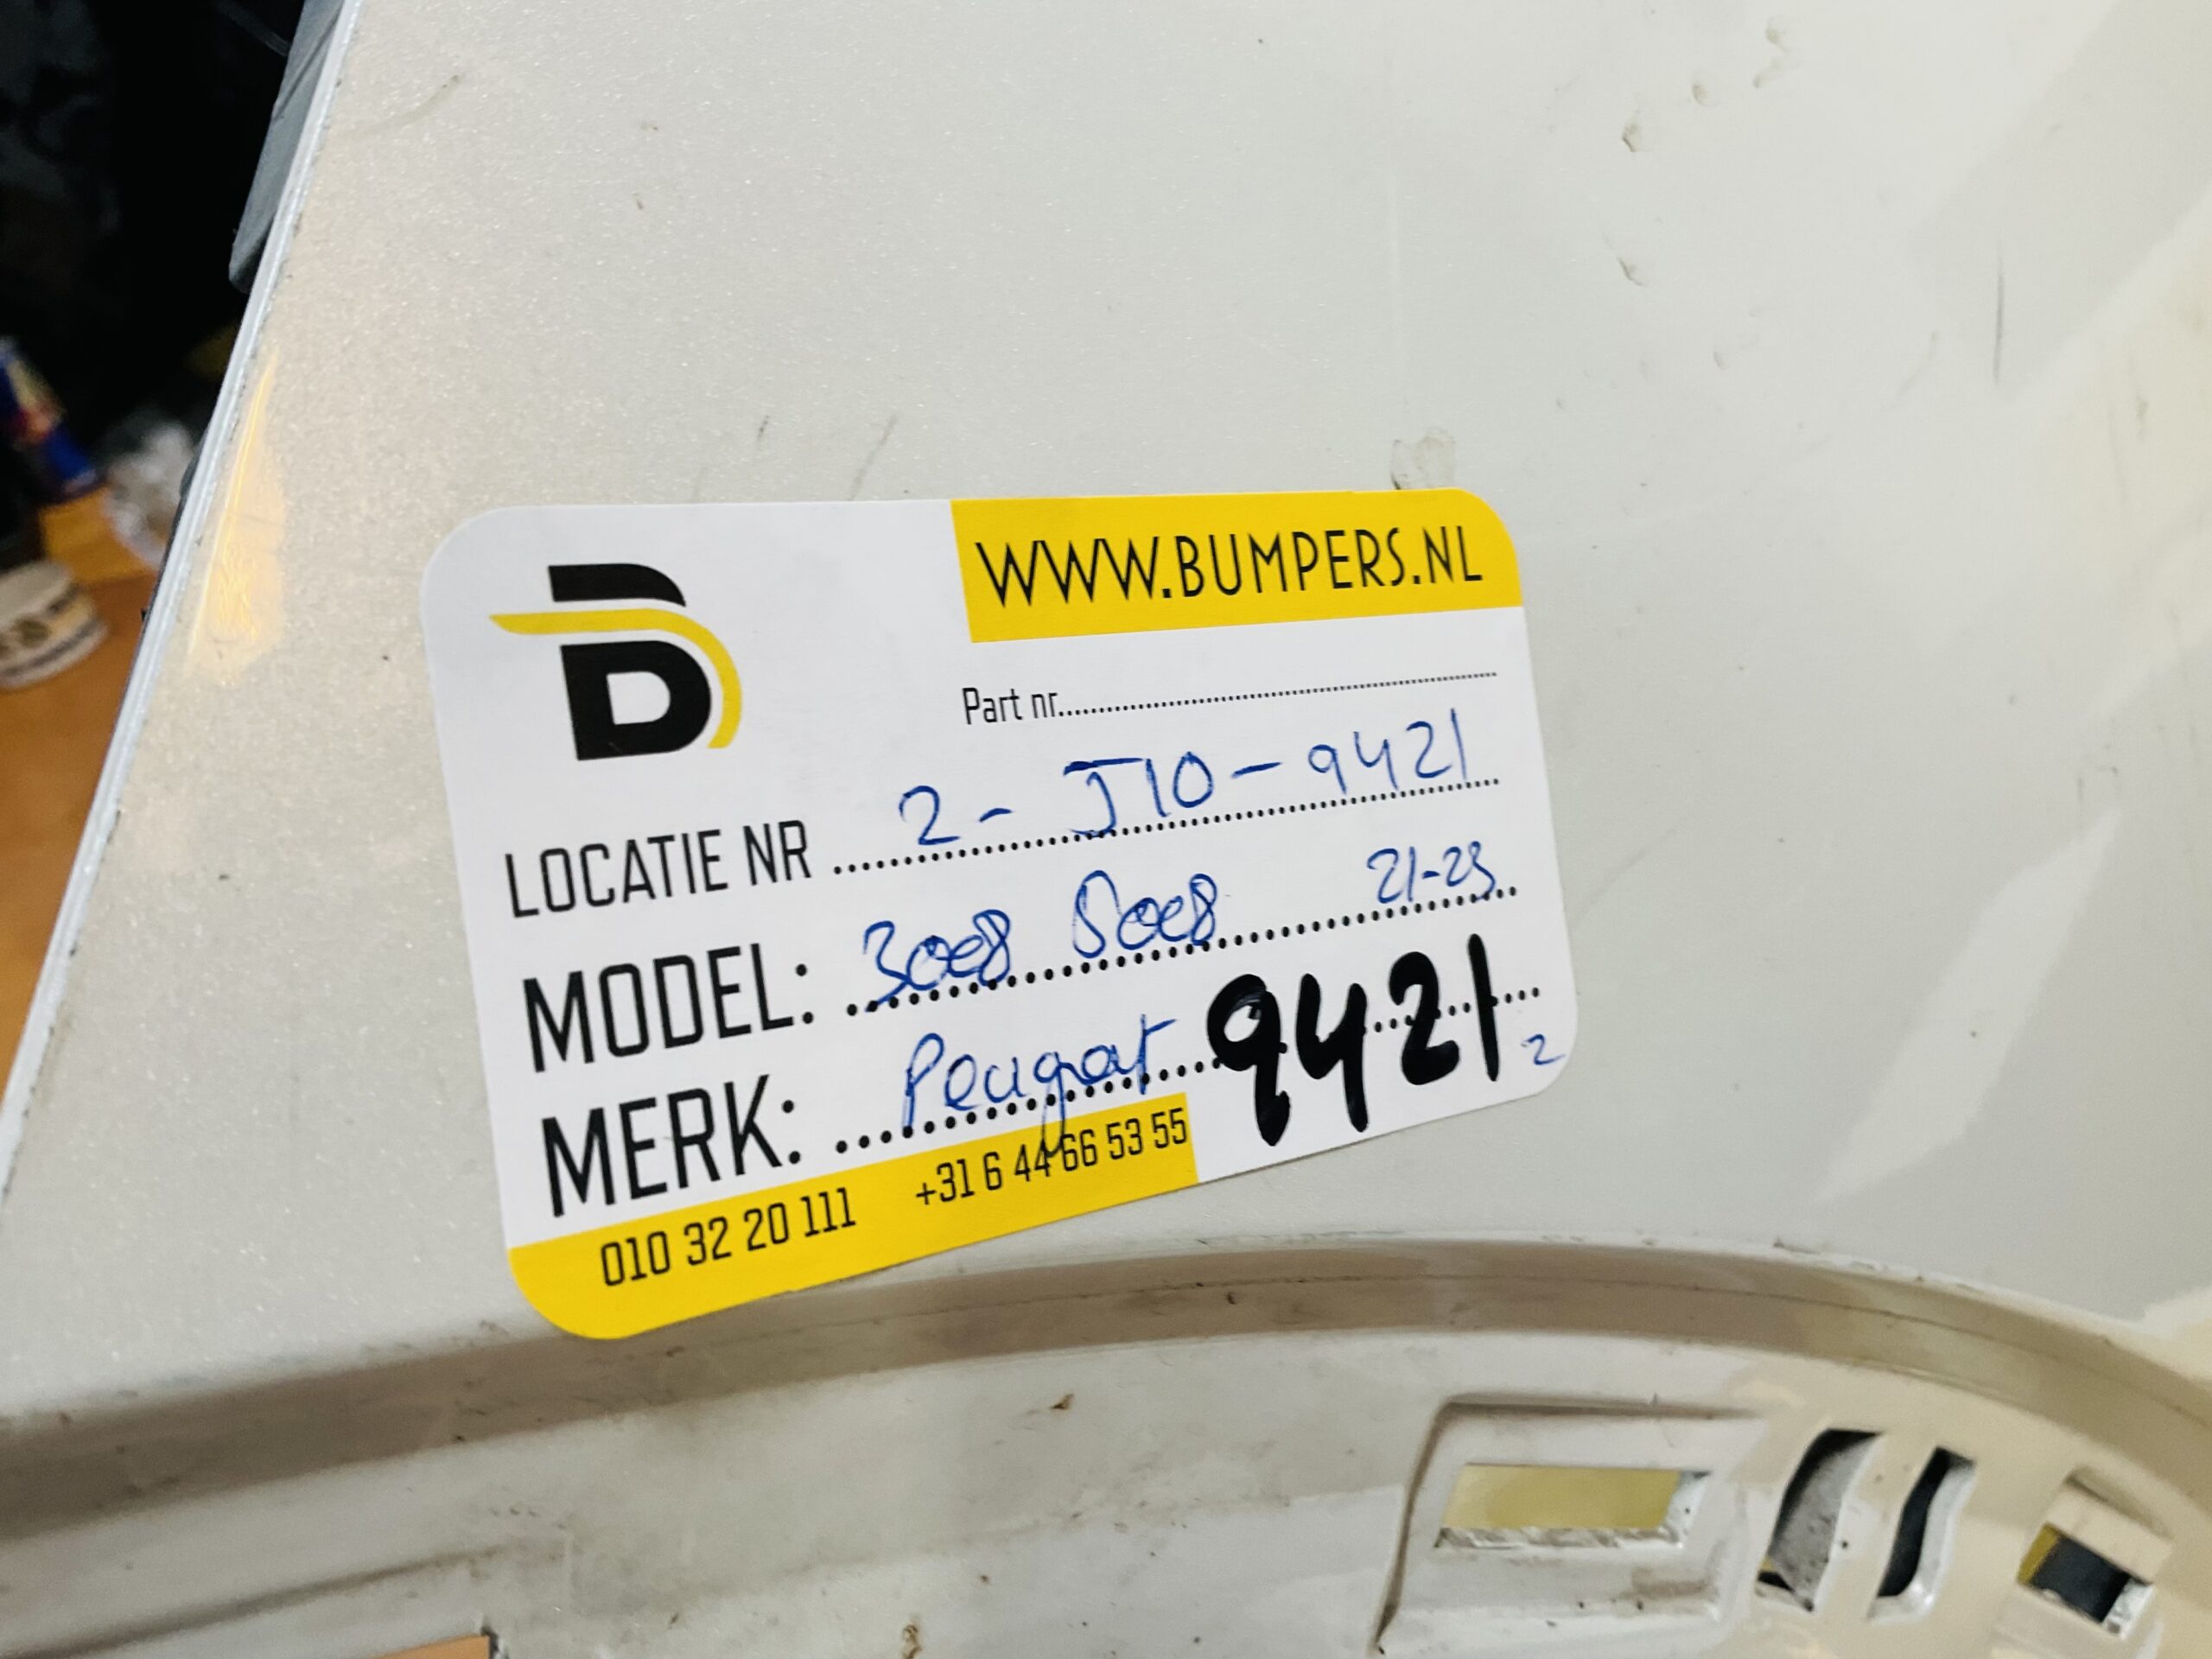 WWW.BUMPERS.NL
Part nr
LOCATIE NR 2 - J10 - 9421
MODEL: 3008 5008 21-23
MERK: Peugeot 9421 2
010 32 20 111 +31 6 44 66 53 55